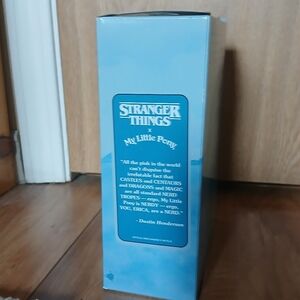 STRANGER
THINGS
x
My Little Pony
"All the pink in the world
can't disguise the
irrefutable fact that
CASTLES and CENTAURS
and DRAGONS and MAGIC
are all standard NERD
TROPES — ergo, My Little
Pony is NERDY — ergo,
YOU, ERICA, are a NERD."
- Dustin Henderson